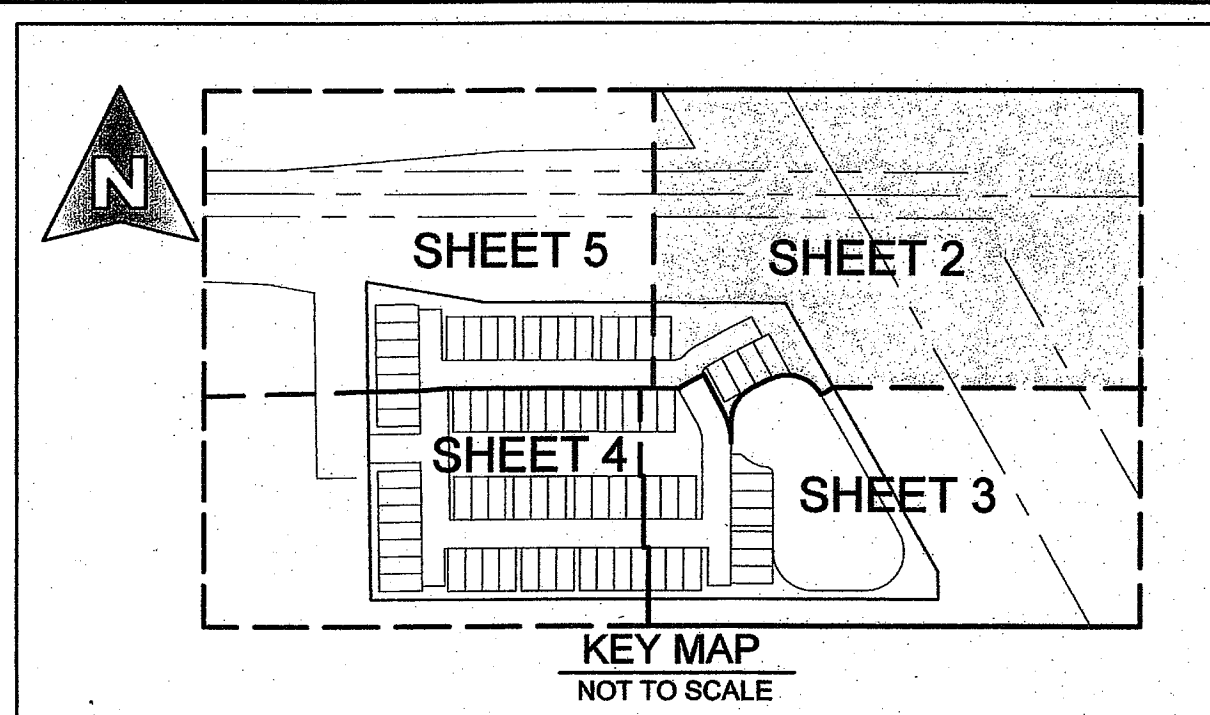 N
SHEET 5
SHEET 2
SHEET 4
SHEET 3
KEY MAP
NOT TO SCALE